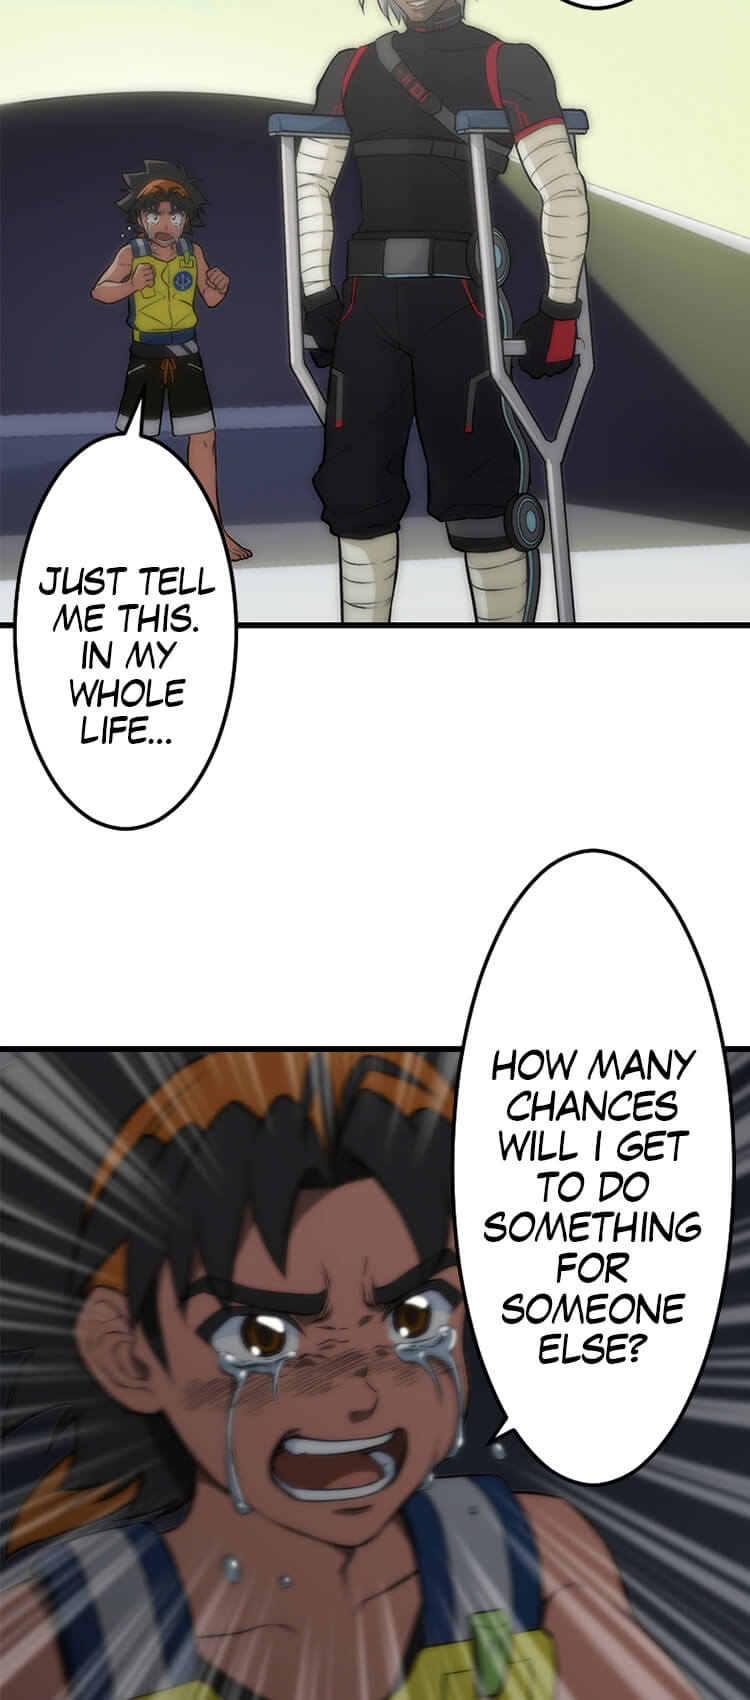 JUST TELL
ME THIS.
IN MY
WHOLE
LIFE...
HOW MANY
CHANCES
WILL I GET
TO DO
SOMETHING
FOR
SOMEONE
ELSE?